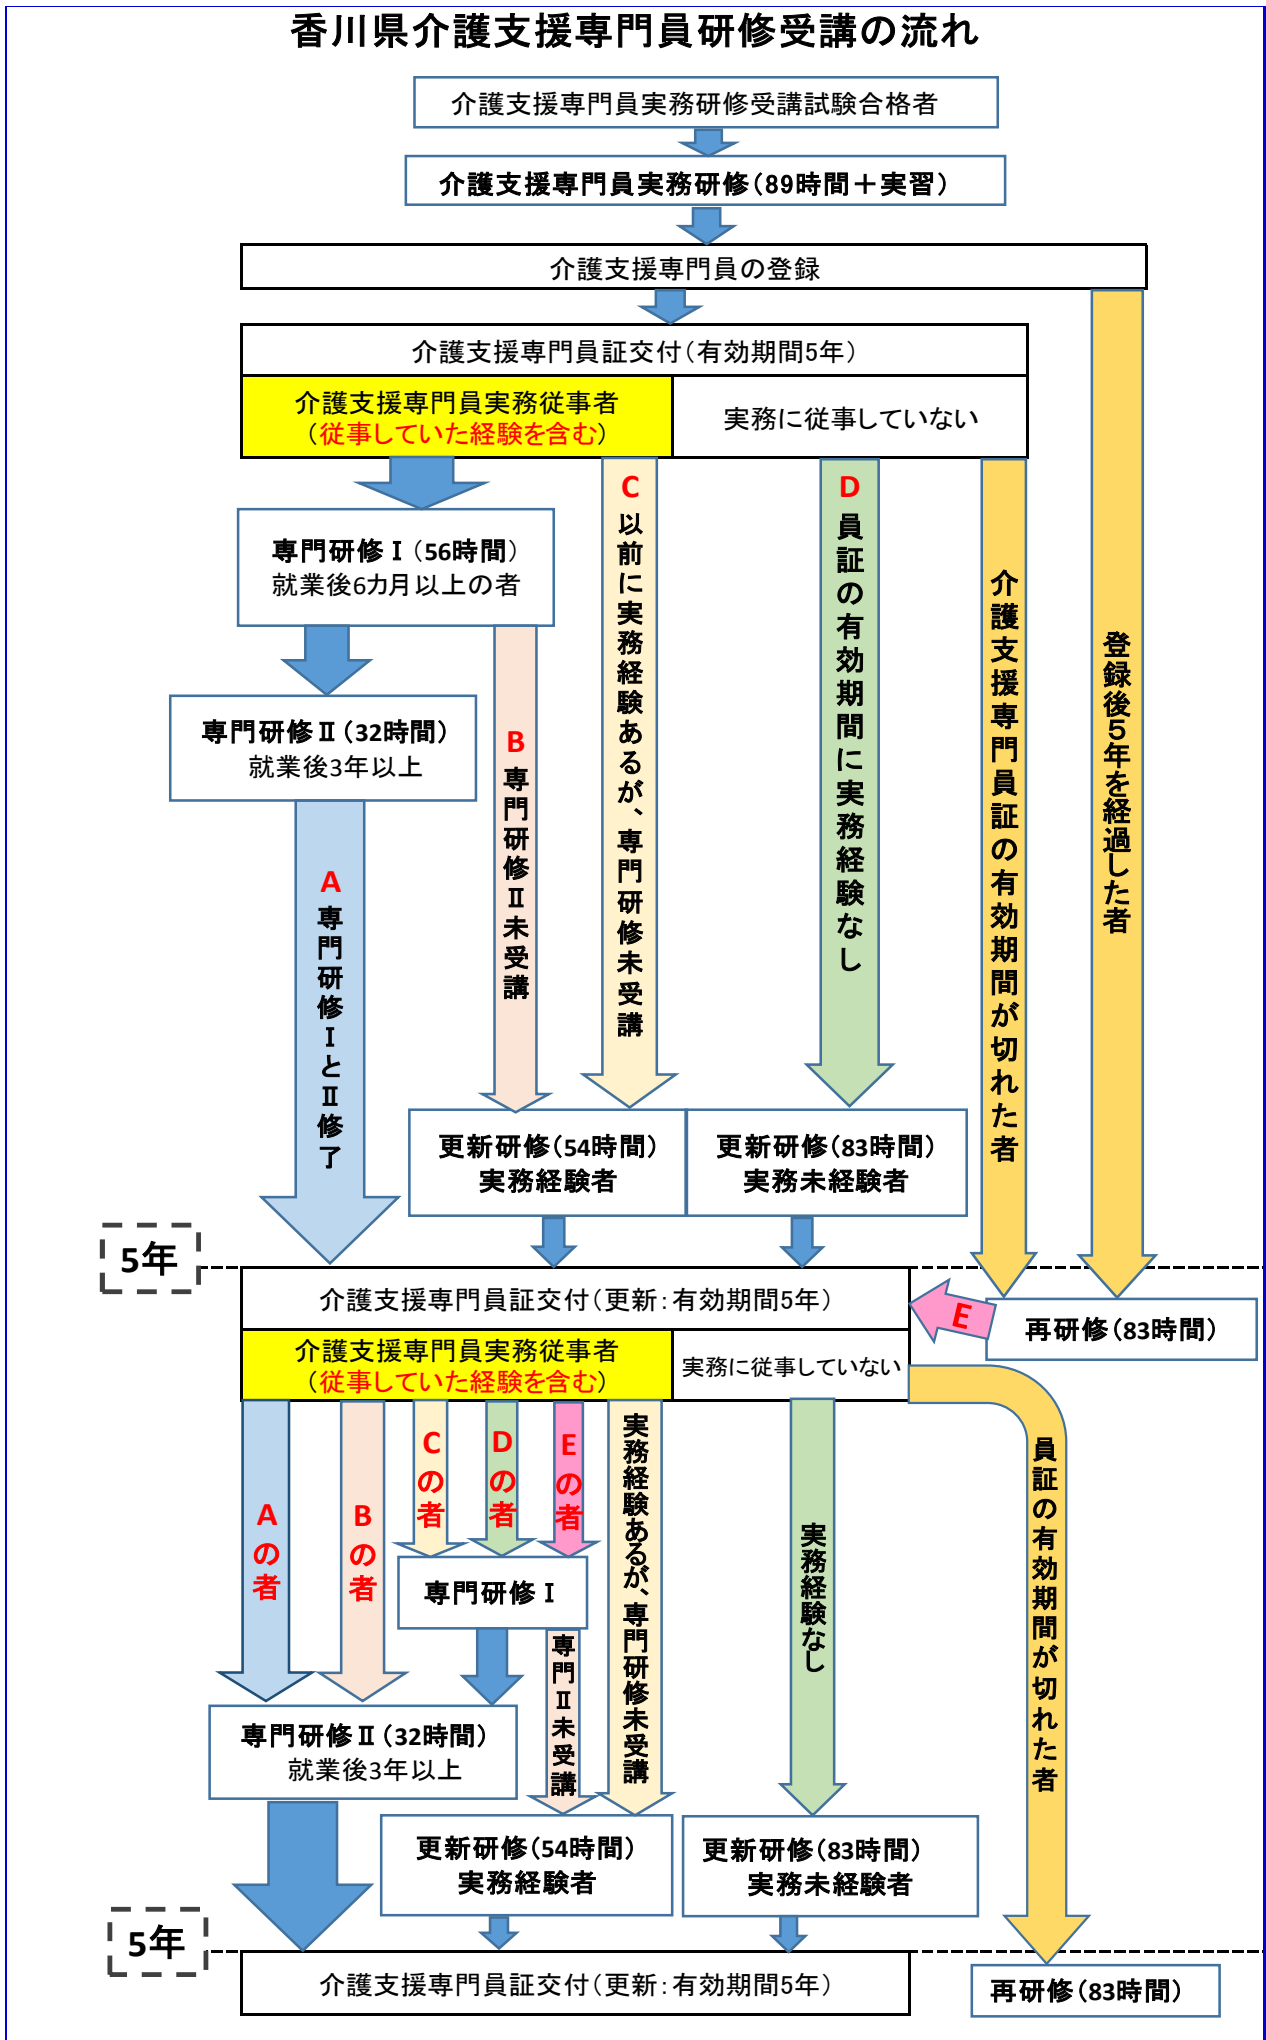 香川県介護支援専門員研修受講の流れ
介護支援専門員実務研修受講試験合格者
介護支援専門員実務研修（89時間＋実習）
介護支援専門員の登録
介護支援専門員証交付（有効期間5年）
介護支援専門員実務従事者
（従事していた経験を含む）
実務に従事していない
専門研修Ⅰ（56時間）
就業後6カ月以上の者
専門研修Ⅱ（32時間）
就業後3年以上
A 専門研修ⅠとⅡ修了
B 専門研修Ⅱ未受講
C 以前に実務経験あるが、専門研修未受講
D 員証の有効期間に実務経験なし
介護支援専門員証の有効期間が切れた者
登録後５年を経過した者
更新研修（54時間）
実務経験者
更新研修（83時間）
実務未経験者
5年
介護支援専門員証交付（更新：有効期間5年）
E
再研修（83時間）
介護支援専門員実務従事者
（従事していた経験を含む）
実務に従事していない
Aの者
Bの者
Cの者
Dの者
Eの者
実務経験あるが、専門研修未受講
実務経験なし
員証の有効期間が切れた者
専門研修Ⅰ
専門Ⅱ未受講
専門研修Ⅱ（32時間）
就業後3年以上
更新研修（54時間）
実務経験者
更新研修（83時間）
実務未経験者
5年
介護支援専門員証交付（更新：有効期間5年）
再研修（83時間）